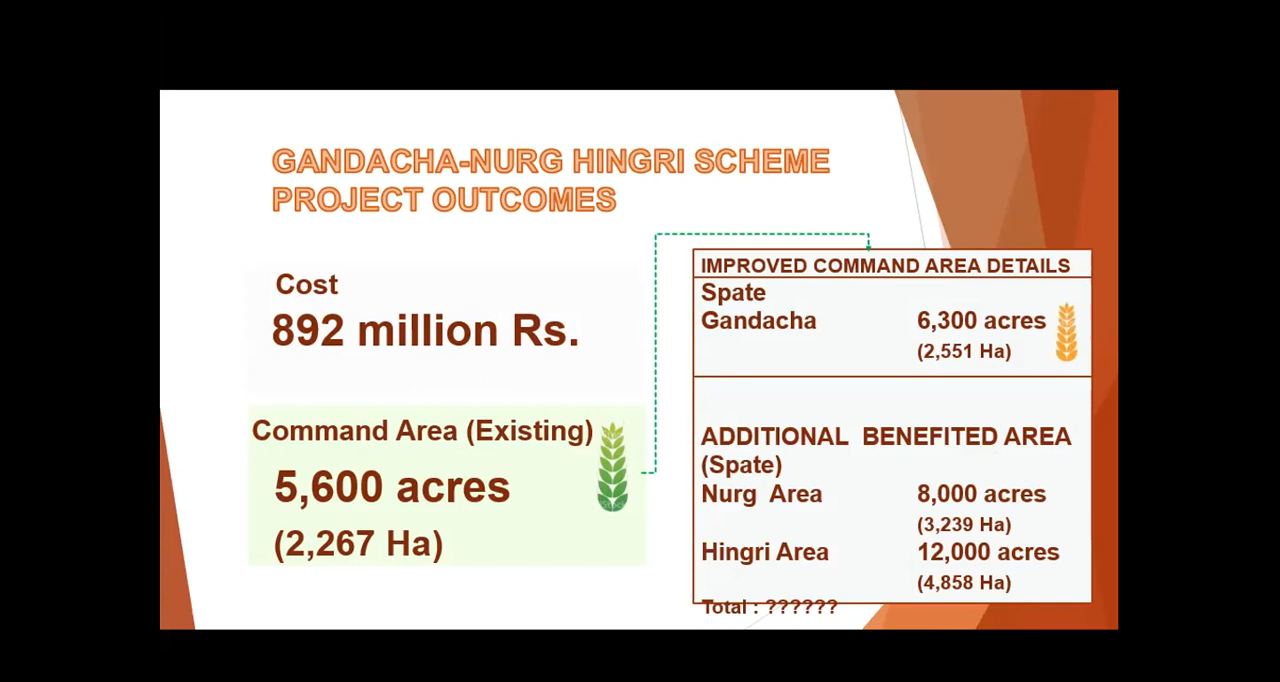 GANDACHA-NURG HINGRI SCHEME
PROJECT OUTCOMES
Cost
892 million Rs.
Command Area (Existing)
5,600 acres
(2,267 Ha)
IMPROVED COMMAND AREA DETAILS
Spate
Gandacha 6,300 acres
(2,551 Ha)
ADDITIONAL BENEFITED AREA
(Spate)
Nurg Area 8,000 acres
(3,239 Ha)
Hingri Area 12,000 acres
(4,858 Ha)
Total : ??????